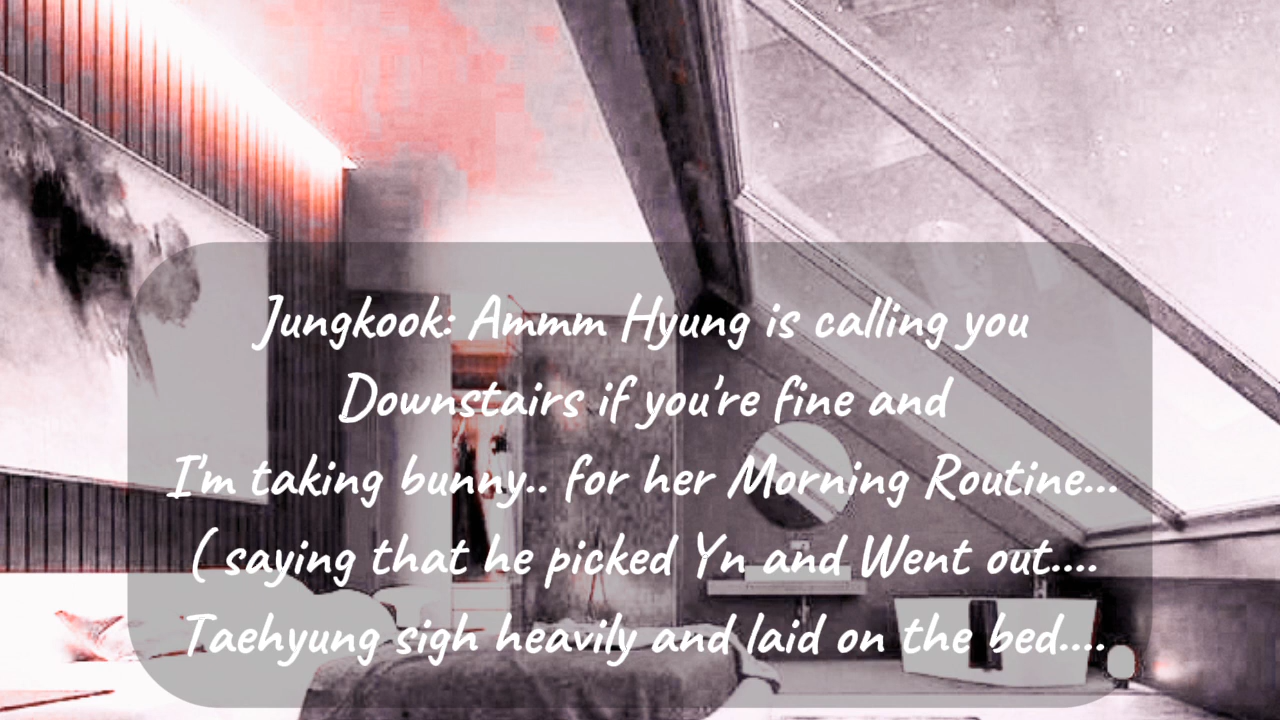 Jungkook: Ammm Hyung is calling you
Downstairs if you're fine and
I'm taking bunny.. for her Morning Routine...
( saying that he picked Yn and Went out....
Taehyung sigh heavily and laid on the bed....